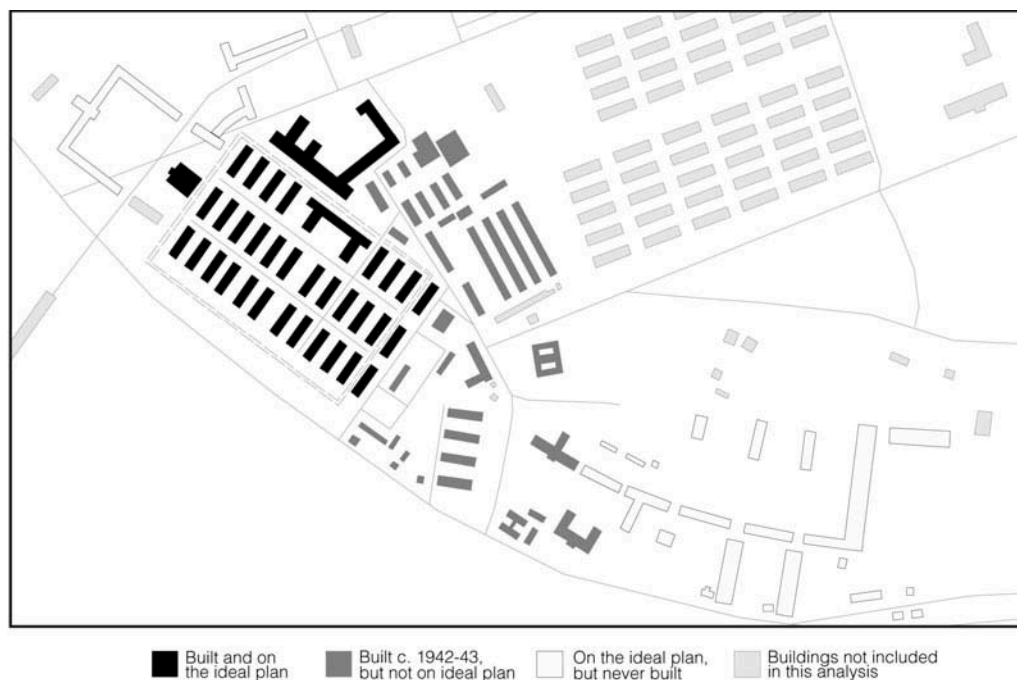 Built and on
the ideal plan
Built c. 1942-43,
but not on ideal plan
On the ideal plan,
but never built
Buildings not included
in this analysis